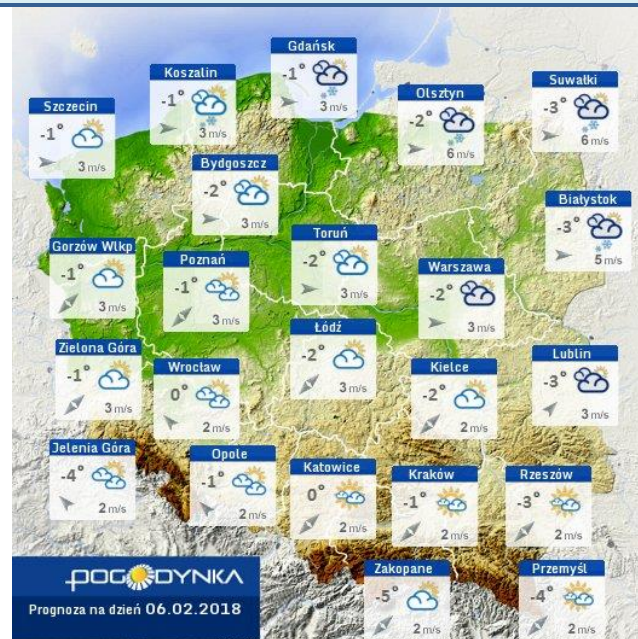 Gdańsk
-1°
3 m/s
Koszalin
-1°
3 m/s
Szczecin
-1°
3 m/s
Olsztyn
-2°
6 m/s
Suwałki
-3°
6 m/s
Bydgoszcz
-2°
3 m/s
Białystok
-3°
5 m/s
Gorzów Wlkp
-1°
3 m/s
Poznań
-1°
3 m/s
Toruń
-2°
3 m/s
Warszawa
-2°
3 m/s
Zielona Góra
-1°
3 m/s
Wrocław
0°
2 m/s
Łódź
-2°
3 m/s
Kielce
-2°
2 m/s
Lublin
-3°
3 m/s
Jelenia Góra
-4°
2 m/s
Opole
-1°
2 m/s
Katowice
0°
2 m/s
Kraków
-1°
2 m/s
Rzeszów
-3°
2 m/s
Zakopane
-5°
2 m/s
Przemyśl
-4°
2 m/s
POGODYNKA
Prognoza na dzień 06.02.2018